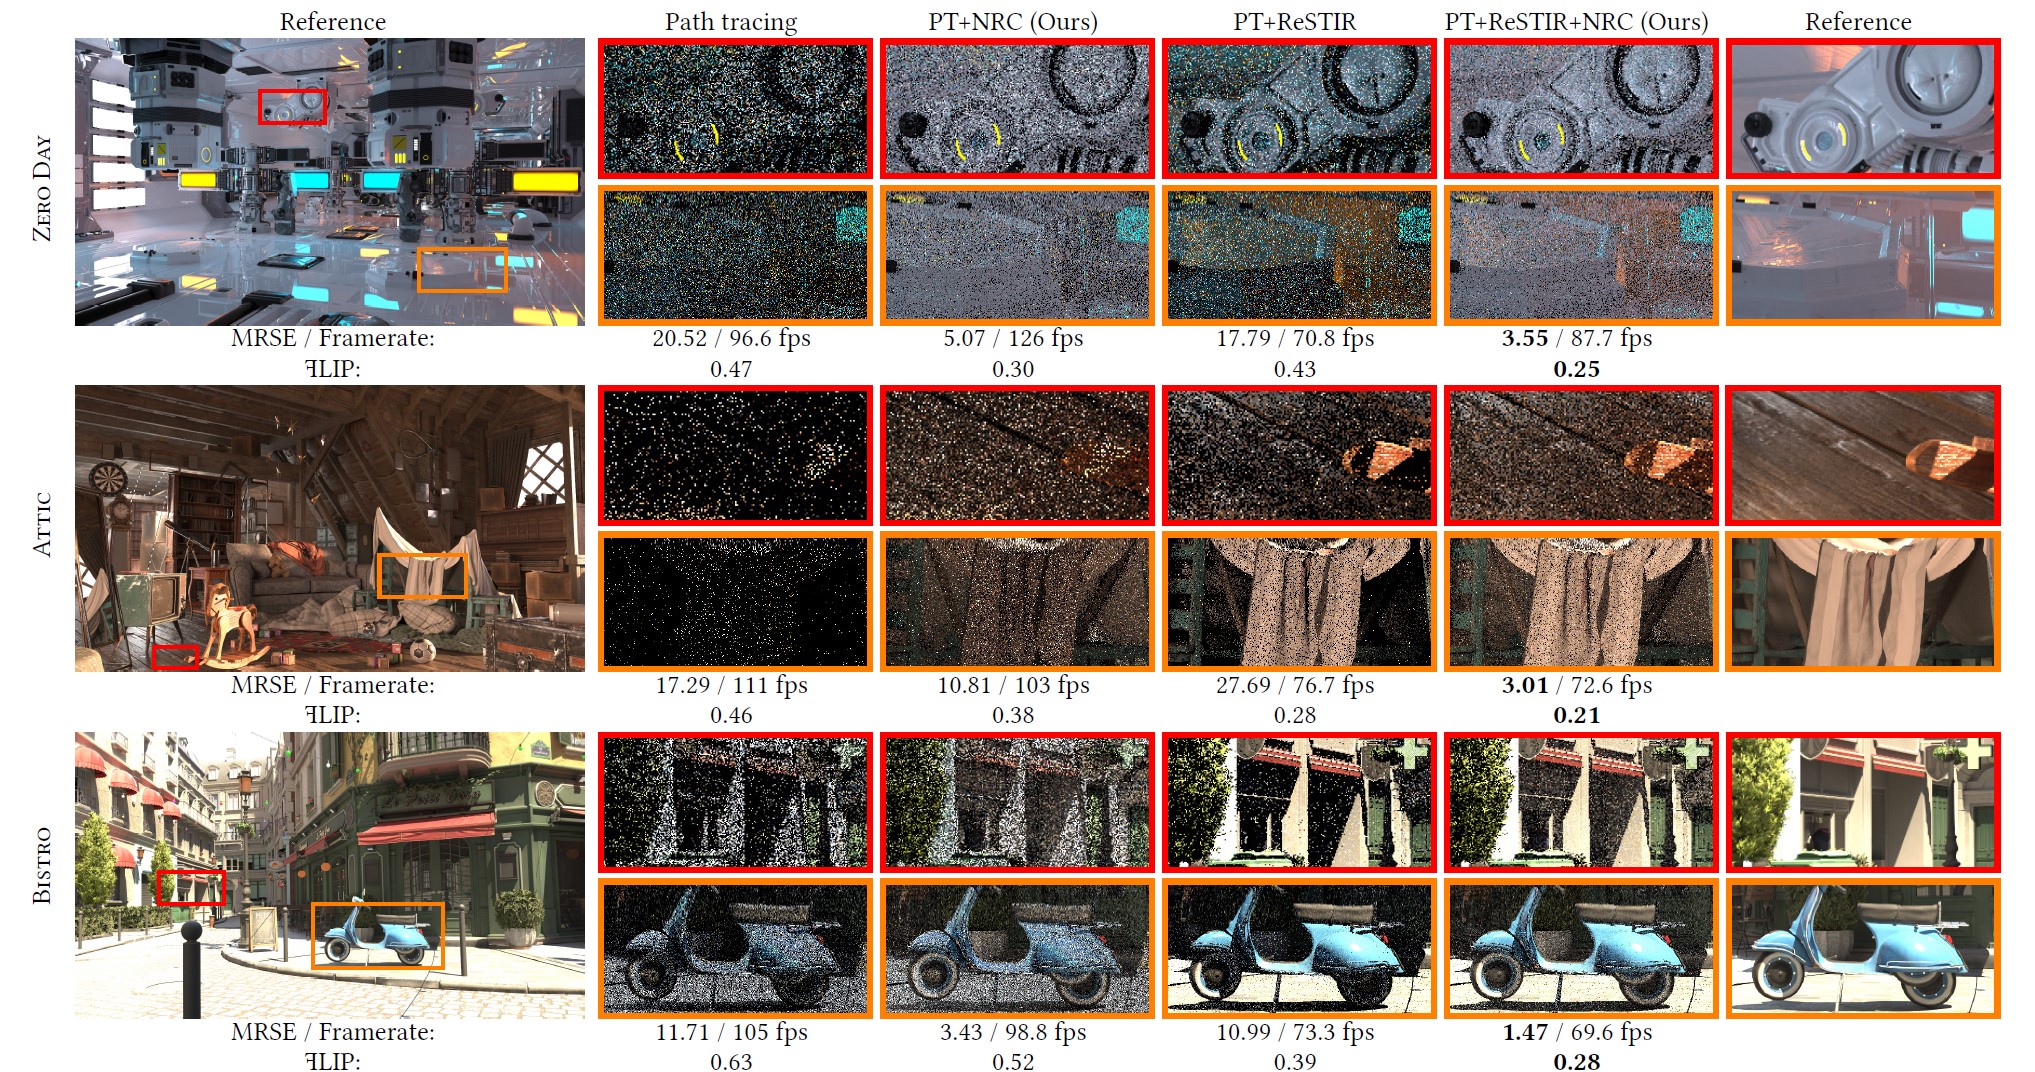 Reference Path tracing PT+NRC (Ours) PT+ReSTIR PT+ReSTIR+NRC (Ours) Reference
ZERO DAY
MRSE / Framerate: 20.52 / 96.6 fps 5.07 / 126 fps 17.79 / 70.8 fps 3.55 / 87.7 fps
ꟻLIP: 0.47 0.30 0.43 0.25
ATTIC
MRSE / Framerate: 17.29 / 111 fps 10.81 / 103 fps 27.69 / 76.7 fps 3.01 / 72.6 fps
ꟻLIP: 0.46 0.38 0.28 0.21
BISTRO
MRSE / Framerate: 11.71 / 105 fps 3.43 / 98.8 fps 10.99 / 73.3 fps 1.47 / 69.6 fps
ꟻLIP: 0.63 0.52 0.39 0.28